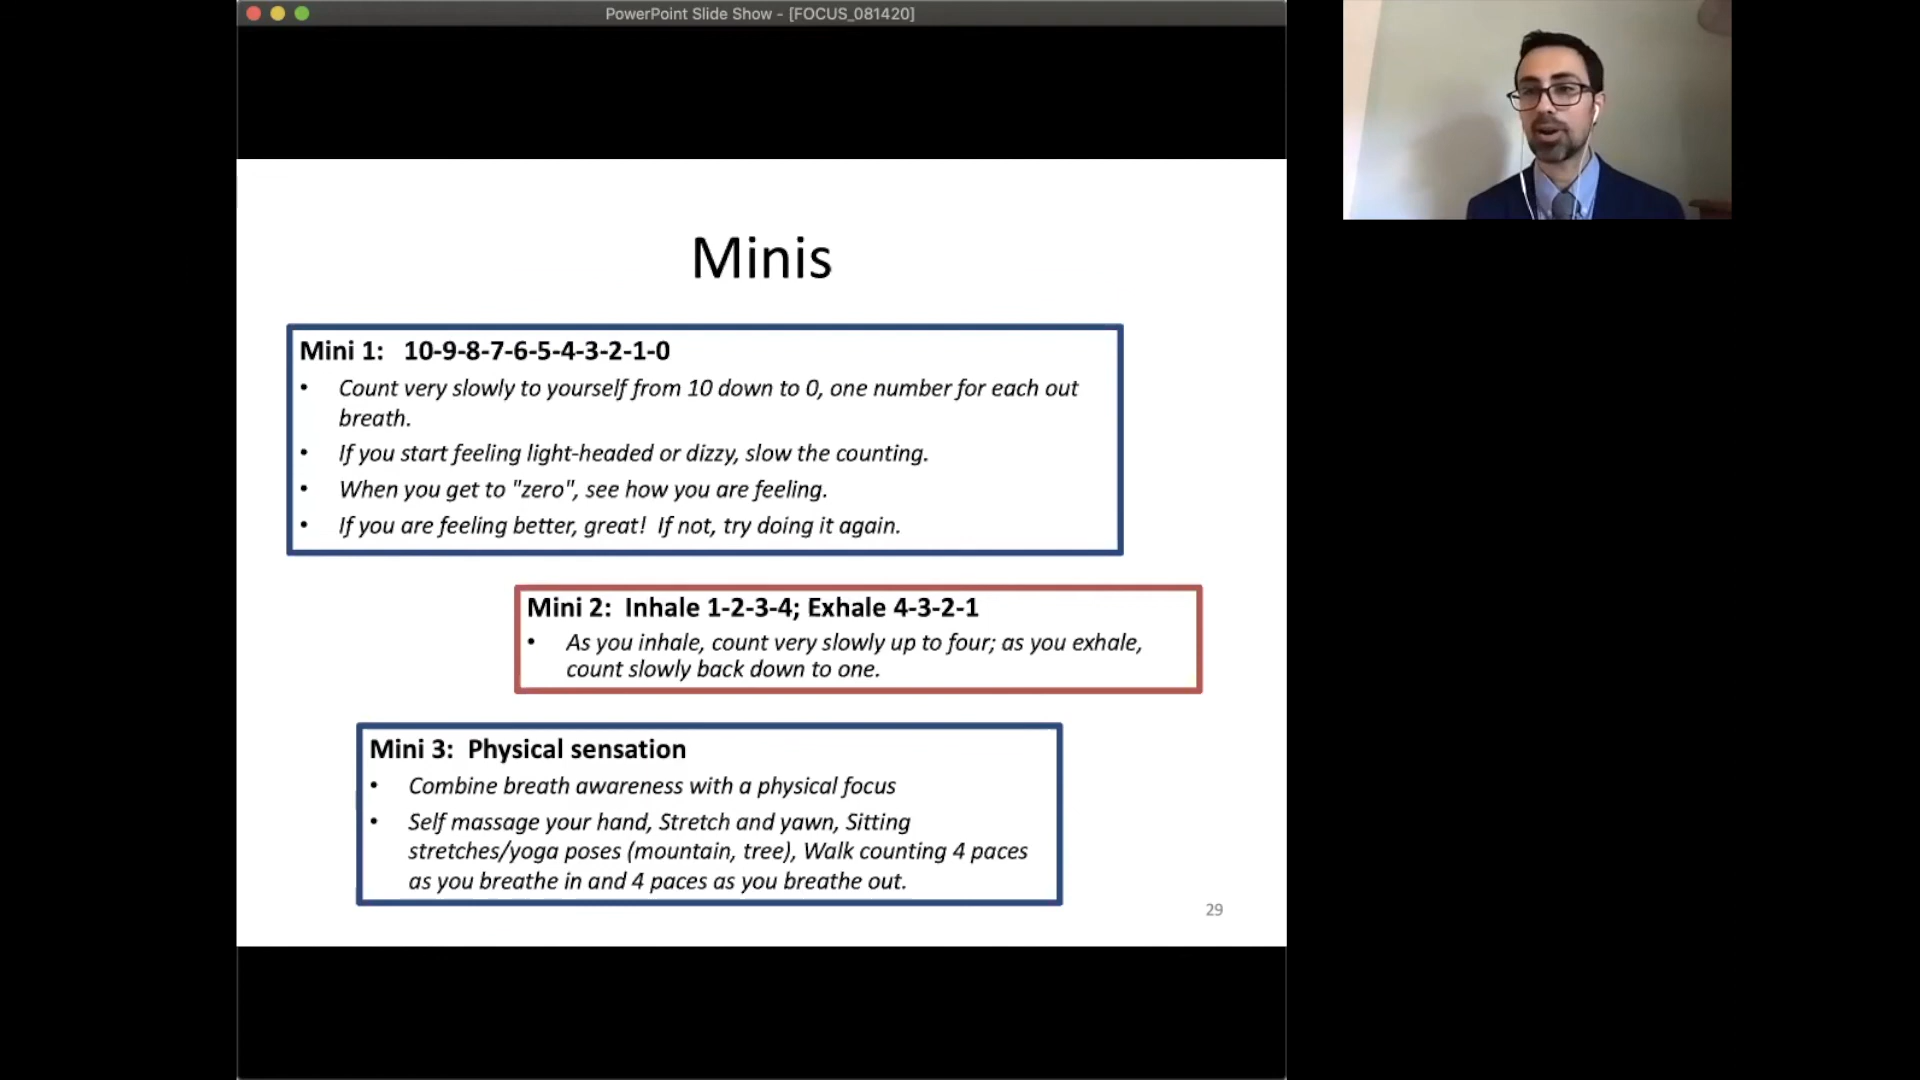 PowerPoint Slide Show - [FOCUS_081420]
Minis
Mini 1:   10-9-8-7-6-5-4-3-2-1-0
• Count very slowly to yourself from 10 down to 0, one number for each out
breath.
• If you start feeling light-headed or dizzy, slow the counting.
• When you get to "zero", see how you are feeling.
• If you are feeling better, great!  If not, try doing it again.
Mini 2:  Inhale 1-2-3-4; Exhale 4-3-2-1
• As you inhale, count very slowly up to four; as you exhale,
count slowly back down to one.
Mini 3:  Physical sensation
• Combine breath awareness with a physical focus
• Self massage your hand, Stretch and yawn, Sitting
stretches/yoga poses (mountain, tree), Walk counting 4 paces
as you breathe in and 4 paces as you breathe out.
29